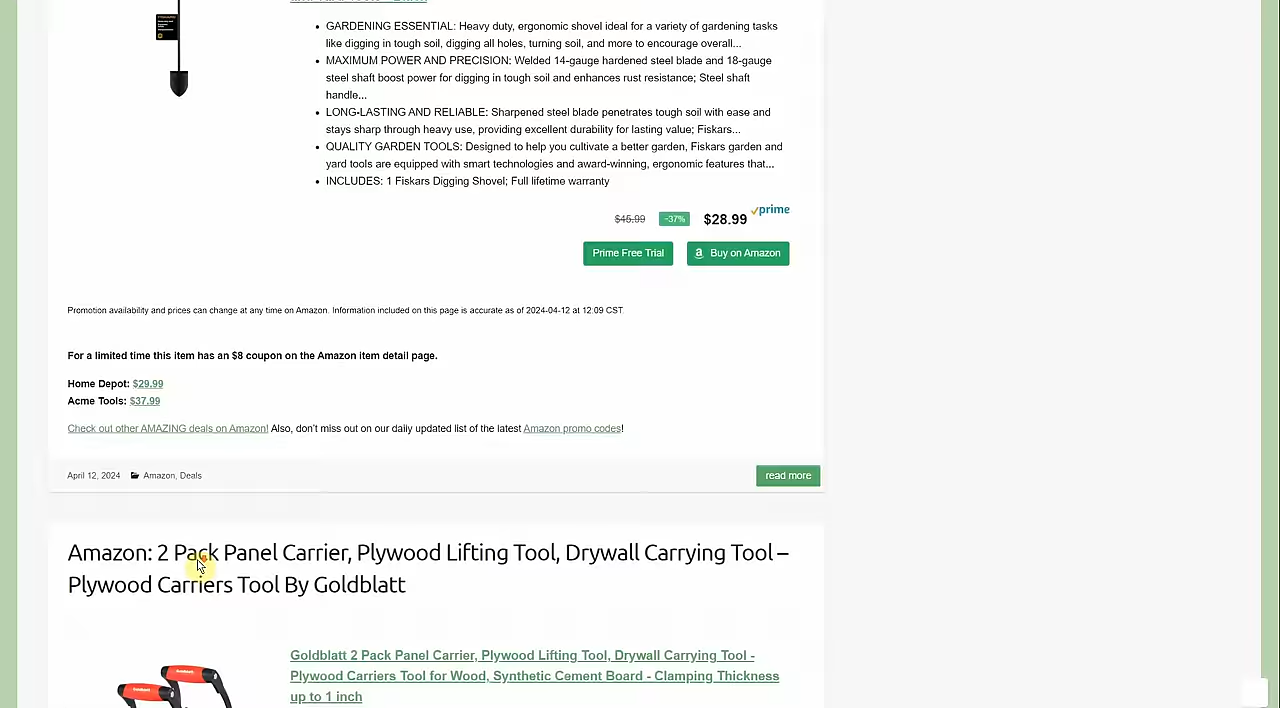 GARDENING ESSENTIAL: Heavy duty, ergonomic shovel ideal for a variety of gardening tasks
like digging in tough soil, digging all holes, turning soil, and more to encourage overall...
MAXIMUM POWER AND PRECISION: Welded 14-gauge hardened steel blade and 18-gauge
steel shaft boost power for digging in tough soil and enhances rust resistance; Steel shaft
handle...
LONG-LASTING AND RELIABLE: Sharpened steel blade penetrates tough soil with ease and
stays sharp through heavy use, providing excellent durability for lasting value; Fiskars...
QUALITY GARDEN TOOLS: Designed to help you cultivate a better garden, Fiskars garden and
yard tools are equipped with smart technologies and award-winning, ergonomic features that...
INCLUDES: 1 Fiskars Digging Shovel; Full lifetime warranty
$45.99 -37% $28.99 prime
Prime Free Trial Buy on Amazon
Promotion availability and prices can change at any time on Amazon. Information included on this page is accurate as of 2024-04-12 at 12:09 CST.
For a limited time this item has an $8 coupon on the Amazon item detail page.
Home Depot: $29.99
Acme Tools: $37.99
Check out other AMAZING deals on Amazon! Also, don't miss out on our daily updated list of the latest Amazon promo codes!
April 12, 2024 Amazon, Deals read more
Amazon: 2 Pack Panel Carrier, Plywood Lifting Tool, Drywall Carrying Tool –
Plywood Carriers Tool By Goldblatt
Goldblatt 2 Pack Panel Carrier, Plywood Lifting Tool, Drywall Carrying Tool -
Plywood Carriers Tool for Wood, Synthetic Cement Board - Clamping Thickness
up to 1 inch